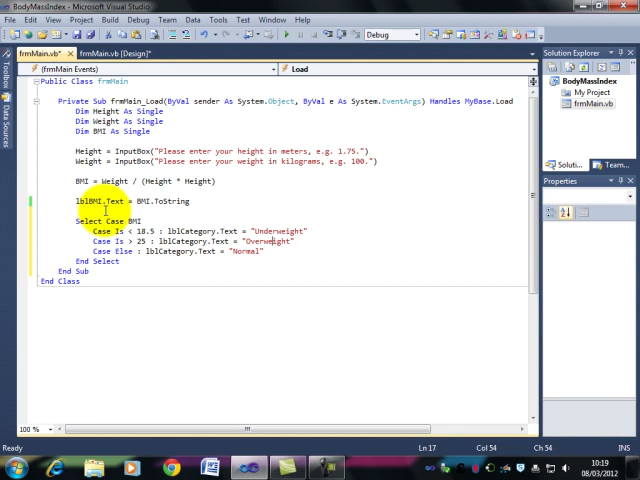 BodyMassIndex - Microsoft Visual Studio
File Edit View Project Build Debug Team Data Tools Test Window Help
Debug
frmMain.vb* frmMain.vb [Design]*
Solution Explorer
(frmMain Events) Load
Toolbox
Data Sources
BodyMassIndex
My Project
frmMain.vb
Public Class frmMain
Private Sub frmMain_Load(ByVal sender As System.Object, ByVal e As System.EventArgs) Handles MyBase.Load
Dim Height As Single
Dim Weight As Single
Dim BMI As Single
Height = InputBox("Please enter your height in meters, e.g. 1.75.")
Weight = InputBox("Please enter your weight in kilograms, e.g. 100.")
BMI = Weight / (Height * Height)
lblBMI.Text = BMI.ToString
Select Case BMI
Case Is < 18.5 : lblCategory.Text = "Underweight"
Case Is > 25 : lblCategory.Text = "Overweight"
Case Else : lblCategory.Text = "Normal"
End Select
End Sub
End Class
Soluti... Team...
Properties
100 %
Ready Ln 17 Col 54 Ch 54 INS
10:19
08/03/2012